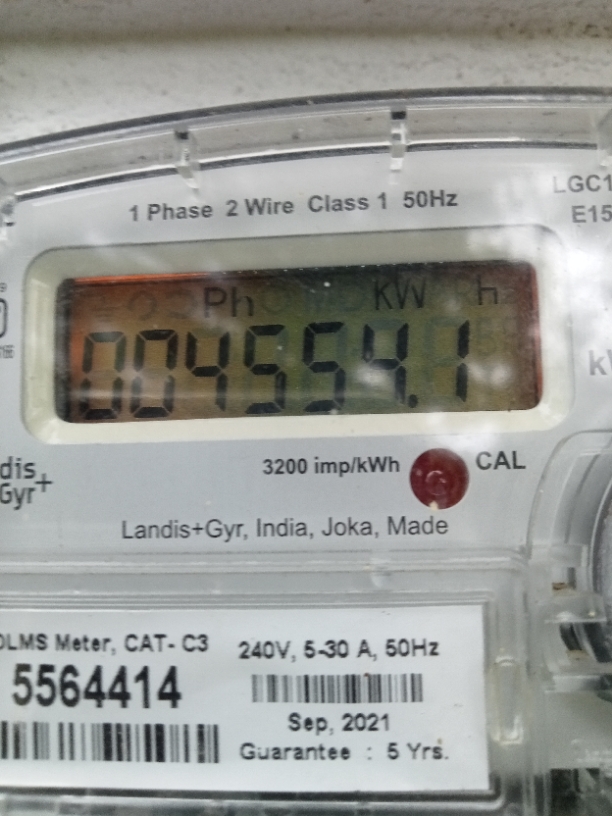 1 Phase 2 Wire Class 1 50Hz
LGC1
E15
Ph KW h
004554.1
3200 imp/kWh
CAL
dis
Gyr+
Landis+Gyr, India, Joka, Made
DLMS Meter, CAT- C3
5564414
240V, 5-30 A, 50Hz
Sep, 2021
Guarantee : 5 Yrs.